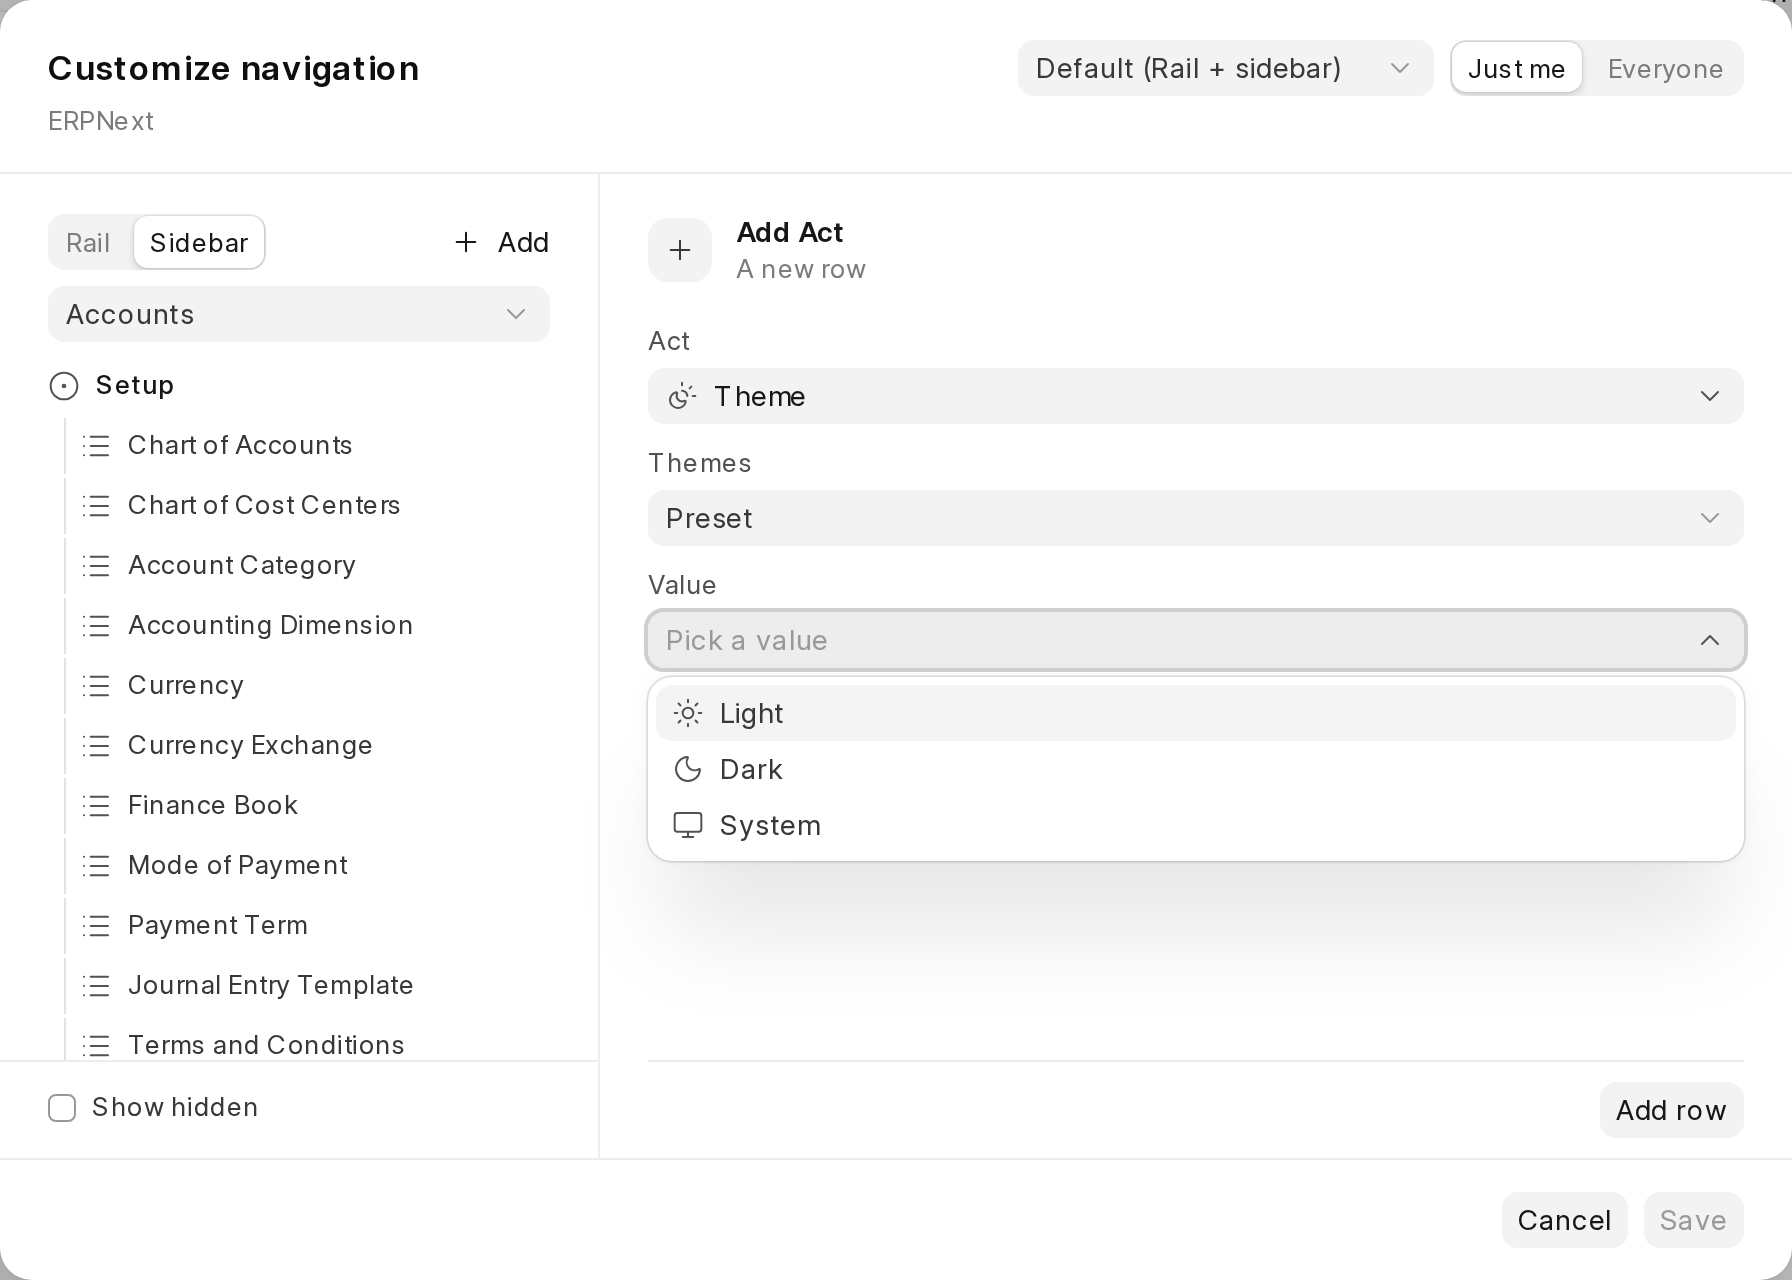 Customize navigation
ERPNext
Default (Rail + sidebar)
Just me
Everyone
Rail
Sidebar
Add
Accounts
Setup
Chart of Accounts
Chart of Cost Centers
Account Category
Accounting Dimension
Currency
Currency Exchange
Finance Book
Mode of Payment
Payment Term
Journal Entry Template
Terms and Conditions
Show hidden
Add Act
A new row
Act
Theme
Themes
Preset
Value
Pick a value
Light
Dark
System
Add row
Cancel
Save